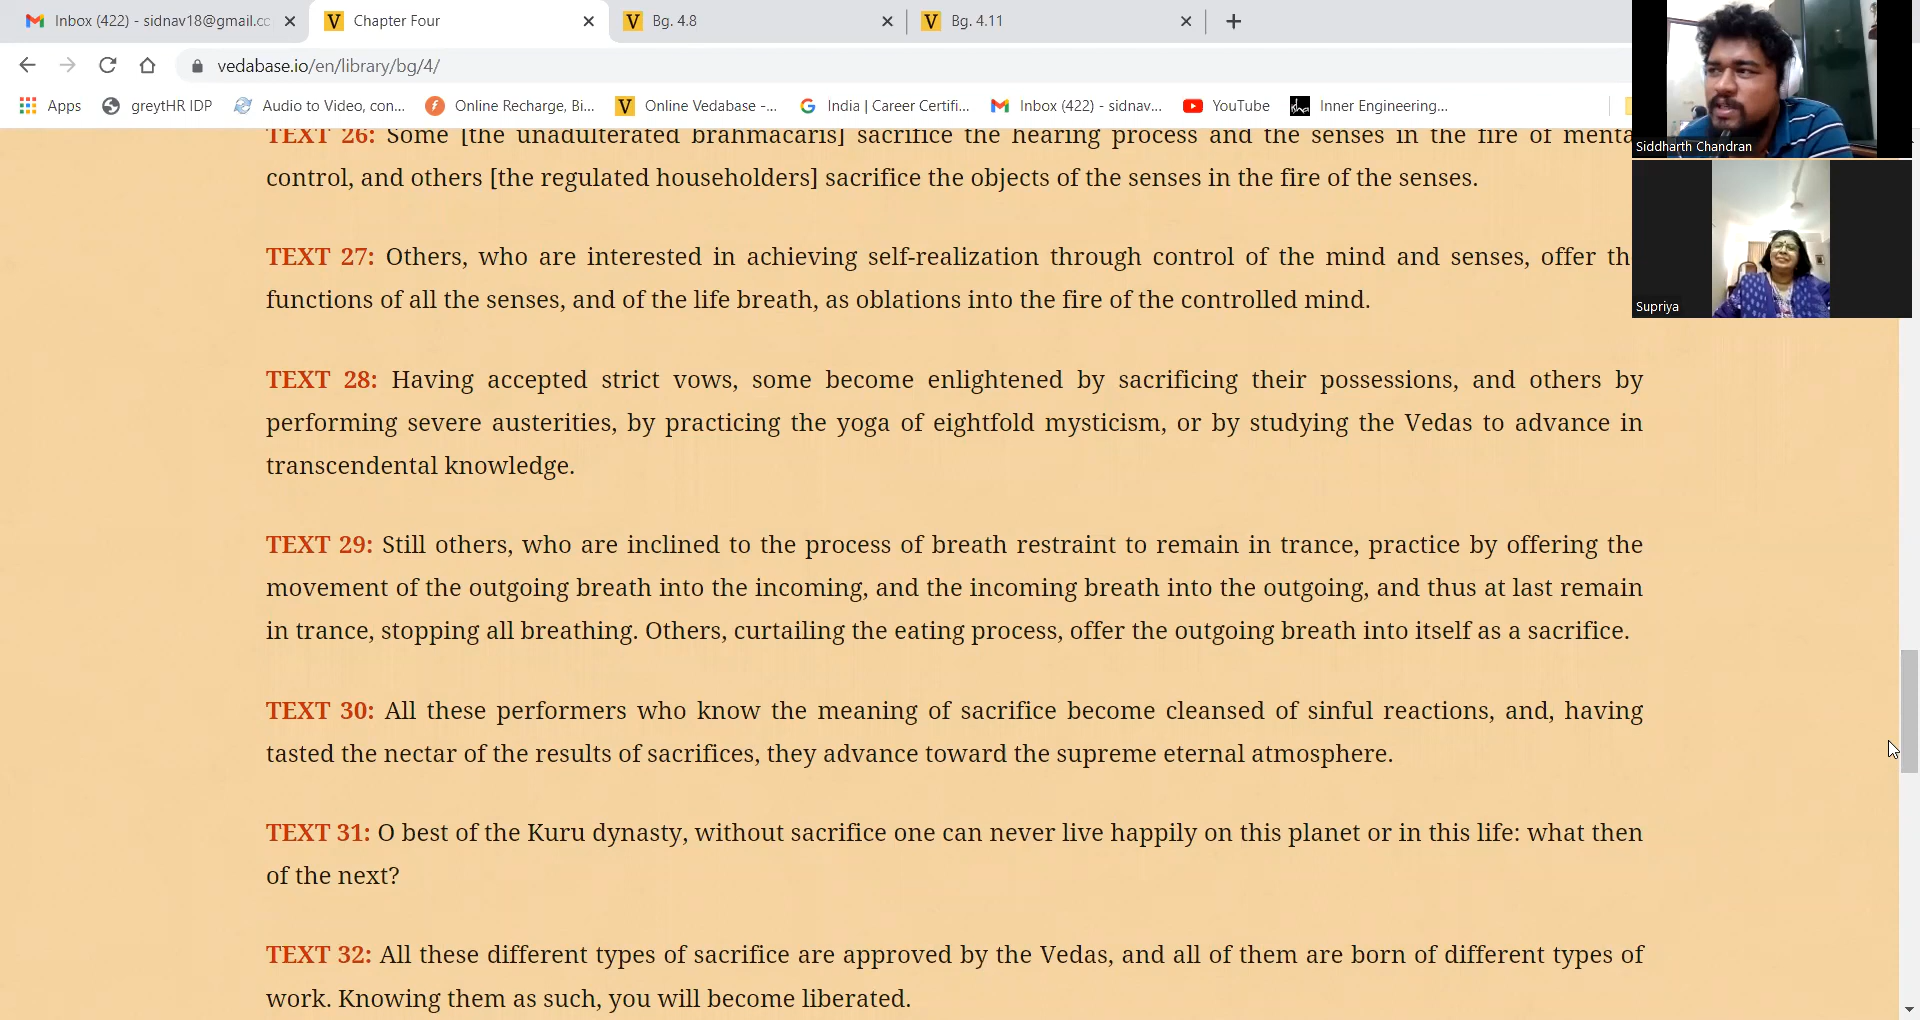 Inbox (422) - sidnav18@gmail.cc
Chapter Four
Bg. 4.8
Bg. 4.11
vedabase.io/en/library/bg/4/
Apps
greytHR IDP
Audio to Video, con...
Online Recharge, Bi...
Online Vedabase -...
India | Career Certifi...
Inbox (422) - sidnav...
YouTube
Inner Engineering...
Siddharth Chandran
Supriya
TEXT 26: Some [the unadulterated brahmacaris] sacrifice the hearing process and the senses in the fire of menta
control, and others [the regulated householders] sacrifice the objects of the senses in the fire of the senses.
TEXT 27: Others, who are interested in achieving self-realization through control of the mind and senses, offer th
functions of all the senses, and of the life breath, as oblations into the fire of the controlled mind.
TEXT 28: Having accepted strict vows, some become enlightened by sacrificing their possessions, and others by
performing severe austerities, by practicing the yoga of eightfold mysticism, or by studying the Vedas to advance in
transcendental knowledge.
TEXT 29: Still others, who are inclined to the process of breath restraint to remain in trance, practice by offering the
movement of the outgoing breath into the incoming, and the incoming breath into the outgoing, and thus at last remain
in trance, stopping all breathing. Others, curtailing the eating process, offer the outgoing breath into itself as a sacrifice.
TEXT 30: All these performers who know the meaning of sacrifice become cleansed of sinful reactions, and, having
tasted the nectar of the results of sacrifices, they advance toward the supreme eternal atmosphere.
TEXT 31: O best of the Kuru dynasty, without sacrifice one can never live happily on this planet or in this life: what then
of the next?
TEXT 32: All these different types of sacrifice are approved by the Vedas, and all of them are born of different types of
work. Knowing them as such, you will become liberated.